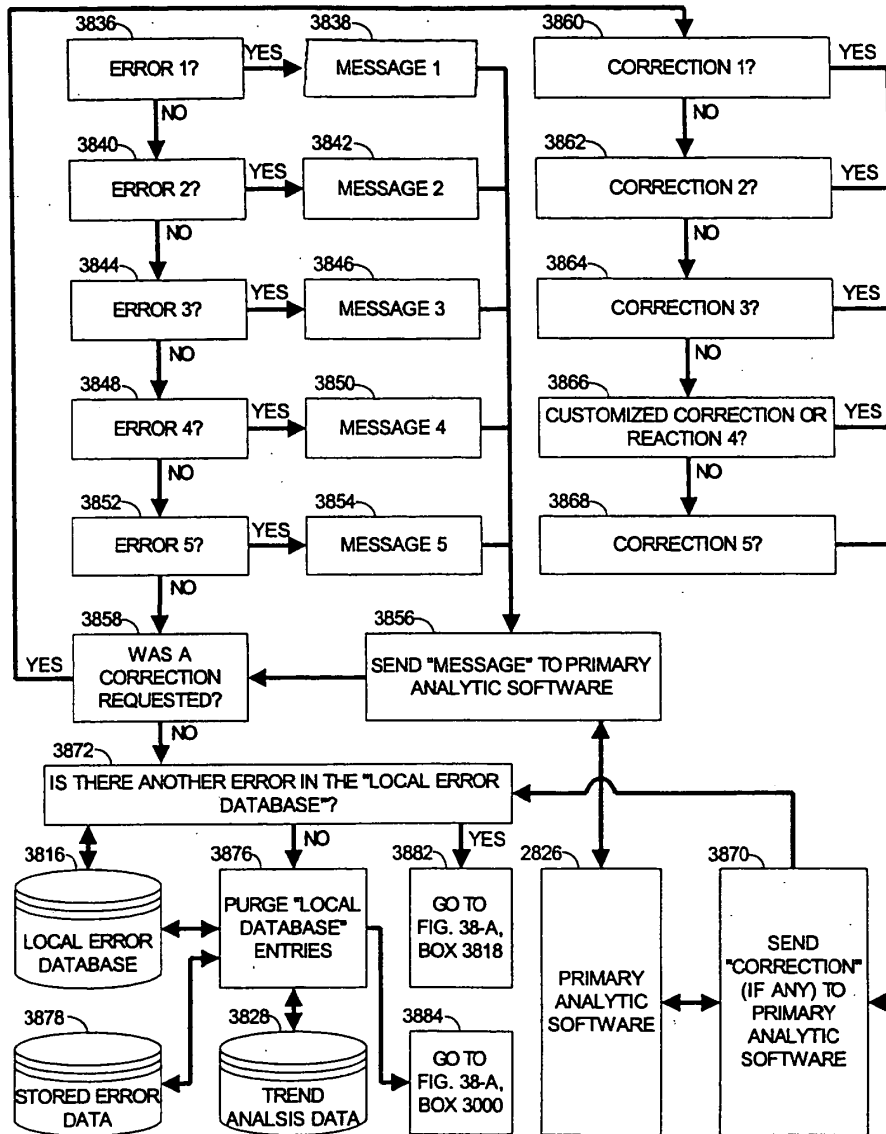 3836
ERROR 1?
YES
3838
MESSAGE 1
NO
3840
ERROR 2?
YES
3842
MESSAGE 2
NO
3844
ERROR 3?
YES
3846
MESSAGE 3
NO
3848
ERROR 4?
YES
3850
MESSAGE 4
NO
3852
ERROR 5?
YES
3854
MESSAGE 5
NO
3860
CORRECTION 1?
YES
NO
3862
CORRECTION 2?
YES
NO
3864
CORRECTION 3?
YES
NO
3866
CUSTOMIZED CORRECTION OR
REACTION 4?
YES
NO
3868
CORRECTION 5?
3858
WAS A
CORRECTION
REQUESTED?
YES
NO
3856
SEND "MESSAGE" TO PRIMARY
ANALYTIC SOFTWARE
3872
IS THERE ANOTHER ERROR IN THE "LOCAL ERROR
DATABASE"?
NO
YES
3816
LOCAL ERROR
DATABASE
3876
PURGE "LOCAL
DATABASE"
ENTRIES
3882
GO TO
FIG. 38-A,
BOX 3818
2826
PRIMARY
ANALYTIC
SOFTWARE
3870
SEND
"CORRECTION"
(IF ANY) TO
PRIMARY
ANALYTIC
SOFTWARE
3878
STORED ERROR
DATA
3828
TREND
ANALSIS DATA
3884
GO TO
FIG. 38-A,
BOX 3000